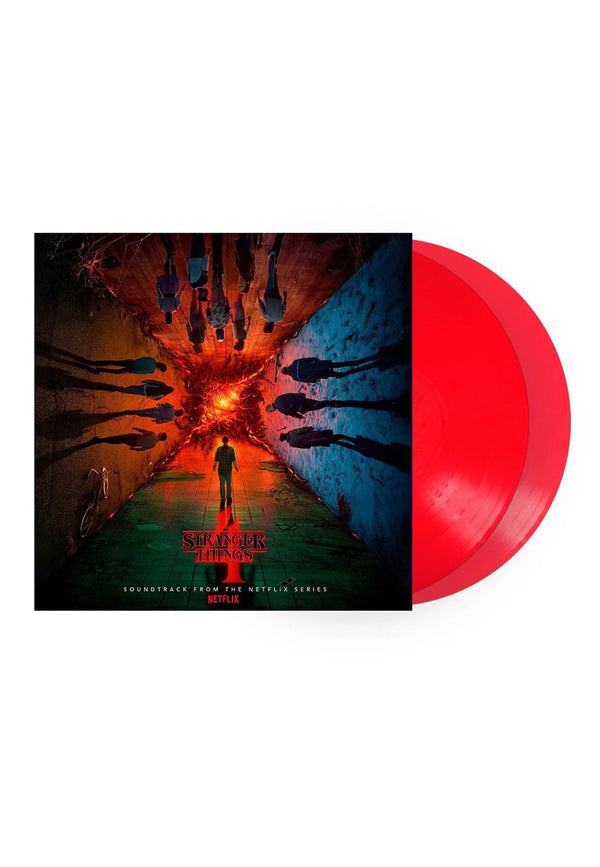 STRANGER
THINGS
4
SOUNDTRACK FROM THE NETFLIX SERIES
NETFLIX